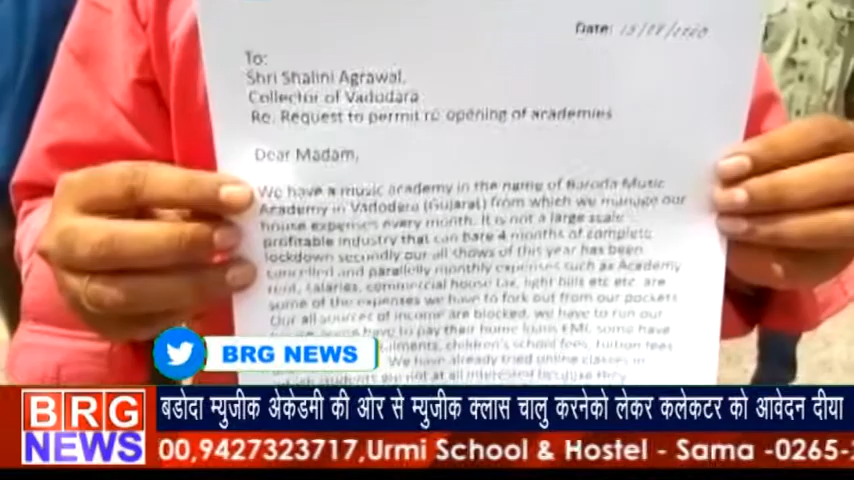 Date: 
To:
Shri Shalini Agrawal,
Collector of Vadodara
Re. Request to permit re opening of academies
Dear Madam,
We have a music academy in the name of Baroda Music
Academy in Vadodara (Gujarat) from which we manage our
house expenses every month. It is not a large scale
profitable industry that can bare 4 months of complete
lockdown secondly our all shows of this year has been
cancelled and parallelly monthly expenses such as Academy
rent, salaries, commercial house tax, light bills etc etc. are
some of the expenses we have to fork out from our pockets
Our all sources of income are blocked, we have to run our
have to pay their home loans EMI, some have
children's school fees, tuition fees
We have already tried online classes in
which students are not at all interested because they
BRG NEWS
BRG
NEWS
बडोदा म्युजीक अेकेडमी की ओर से म्युजीक क्लास चालु करनेको लेकर कलेकटर को आवेदन दीया
00,9427323717,Urmi School & Hostel - Sama -0265-